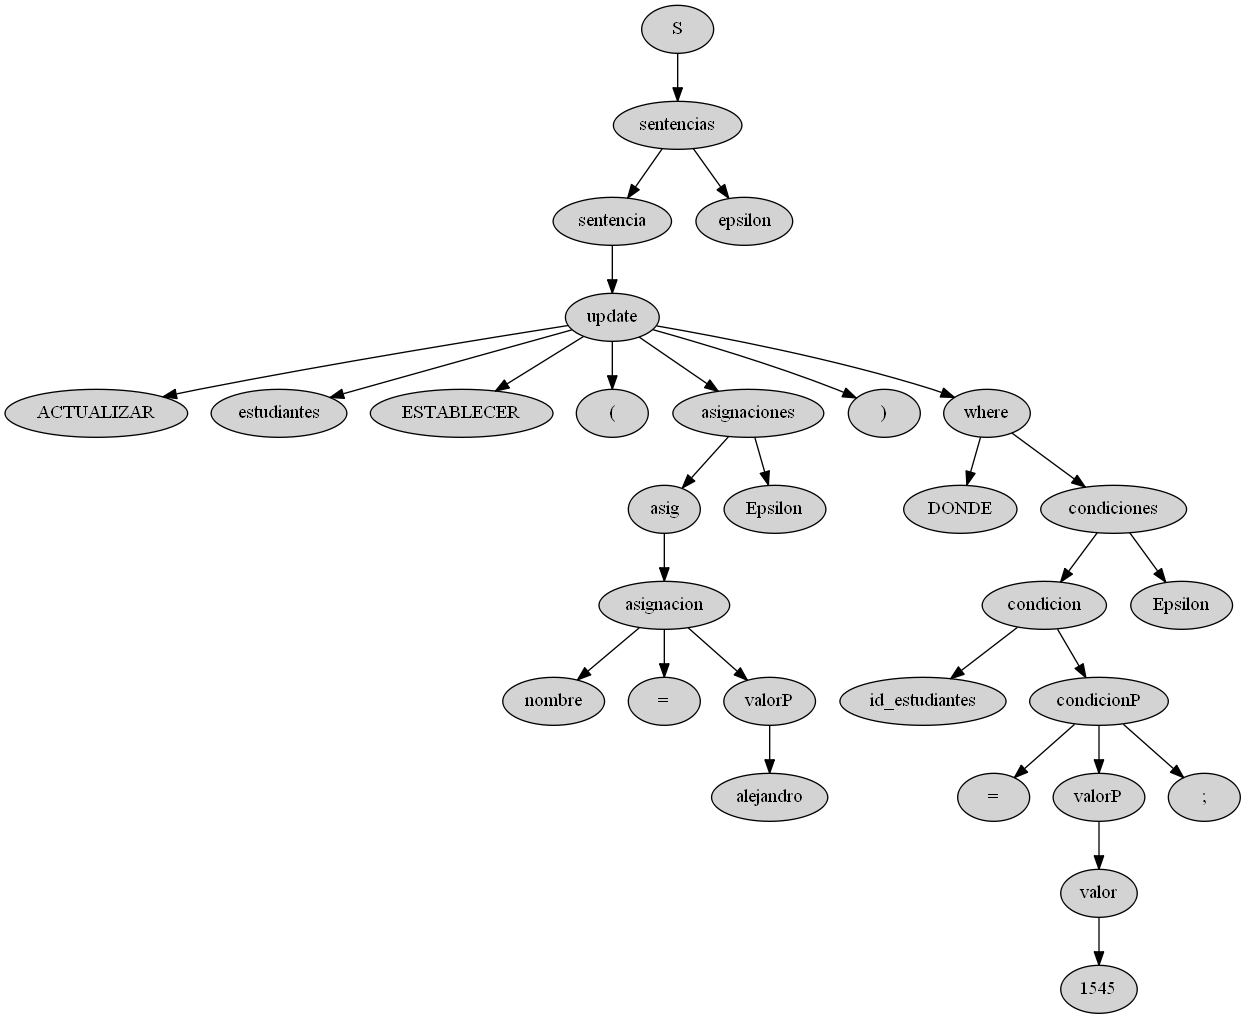 S
sentencias
sentencia
epsilon
update
ACTUALIZAR
estudiantes
ESTABLECER
(
asignaciones
)
where
asig
Epsilon
DONDE
condiciones
asignacion
condicion
Epsilon
nombre
=
valorP
id_estudiantes
condicionP
alejandro
=
valorP
;
valor
1545